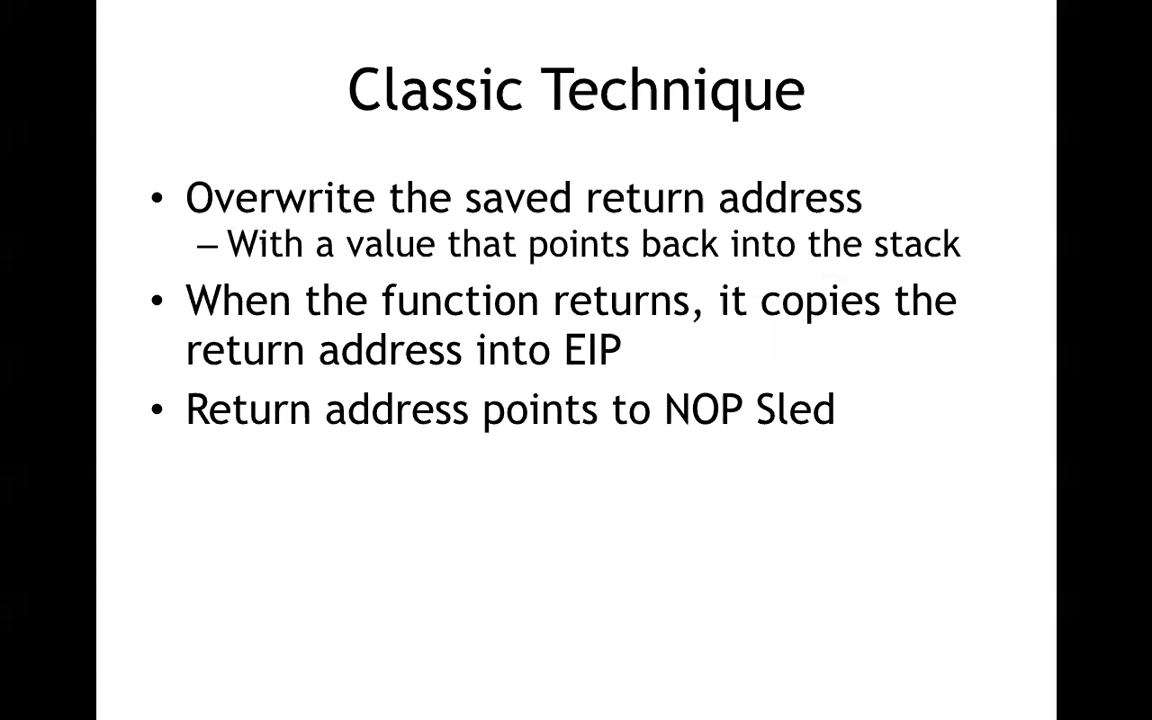 Classic Technique
• Overwrite the saved return address
– With a value that points back into the stack
• When the function returns, it copies the
return address into EIP
• Return address points to NOP Sled